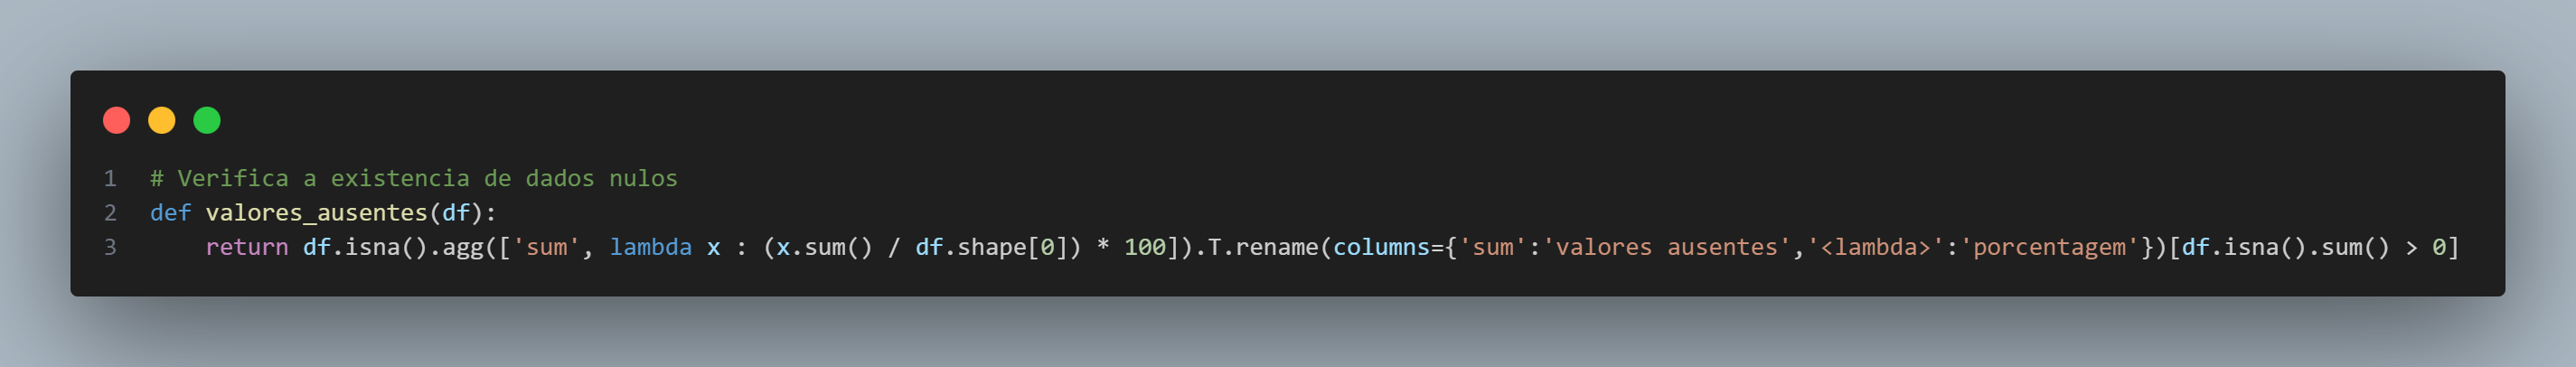 1 # Verifica a existencia de dados nulos
2 def valores_ausentes(df):
3     return df.isna().agg(['sum', lambda x : (x.sum() / df.shape[0]) * 100]).T.rename(columns={'sum':'valores ausentes','<lambda>':'porcentagem'})[df.isna().sum() > 0]